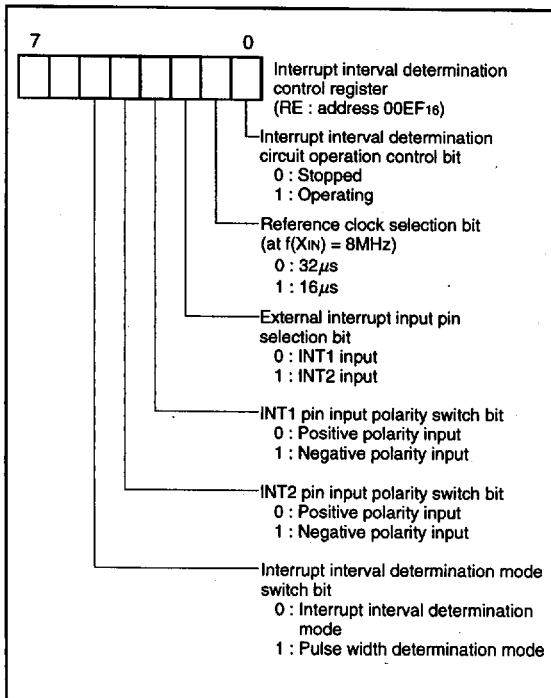 7 0
Interrupt interval determination
control register
(RE : address 00EF16)
Interrupt interval determination
circuit operation control bit
0 : Stopped
1 : Operating
Reference clock selection bit
(at f(XIN) = 8MHz)
0 : 32μs
1 : 16μs
External interrupt input pin
selection bit
0 : INT1 input
1 : INT2 input
INT1 pin input polarity switch bit
0 : Positive polarity input
1 : Negative polarity input
INT2 pin input polarity switch bit
0 : Positive polarity input
1 : Negative polarity input
Interrupt interval determination mode
switch bit
0 : Interrupt interval determination
mode
1 : Pulse width determination mode